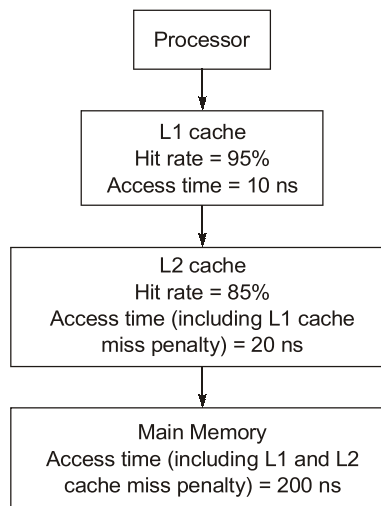 Processor
L1 cache
Hit rate = 95%
Access time = 10 ns
L2 cache
Hit rate = 85%
Access time (including L1 cache
miss penalty) = 20 ns
Main Memory
Access time (including L1 and L2
cache miss penalty) = 200 ns